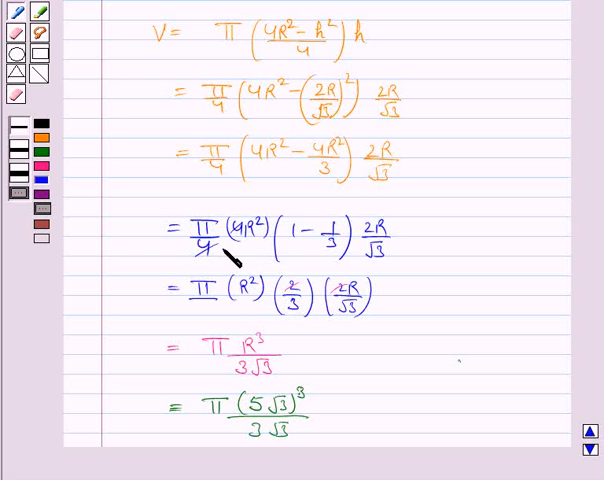 V = π (4R² - h² / 4) h
= π/4 (4R² - (2R/√3)²) 2R/√3
= π/4 (4R² - 4R²/3) 2R/√3
= π/4 (4R²) (1 - 1/3) 2R/√3
= π (R²) (2/3) (2R/√3)
= π R³/3√3
= π (5√3)³/3√3